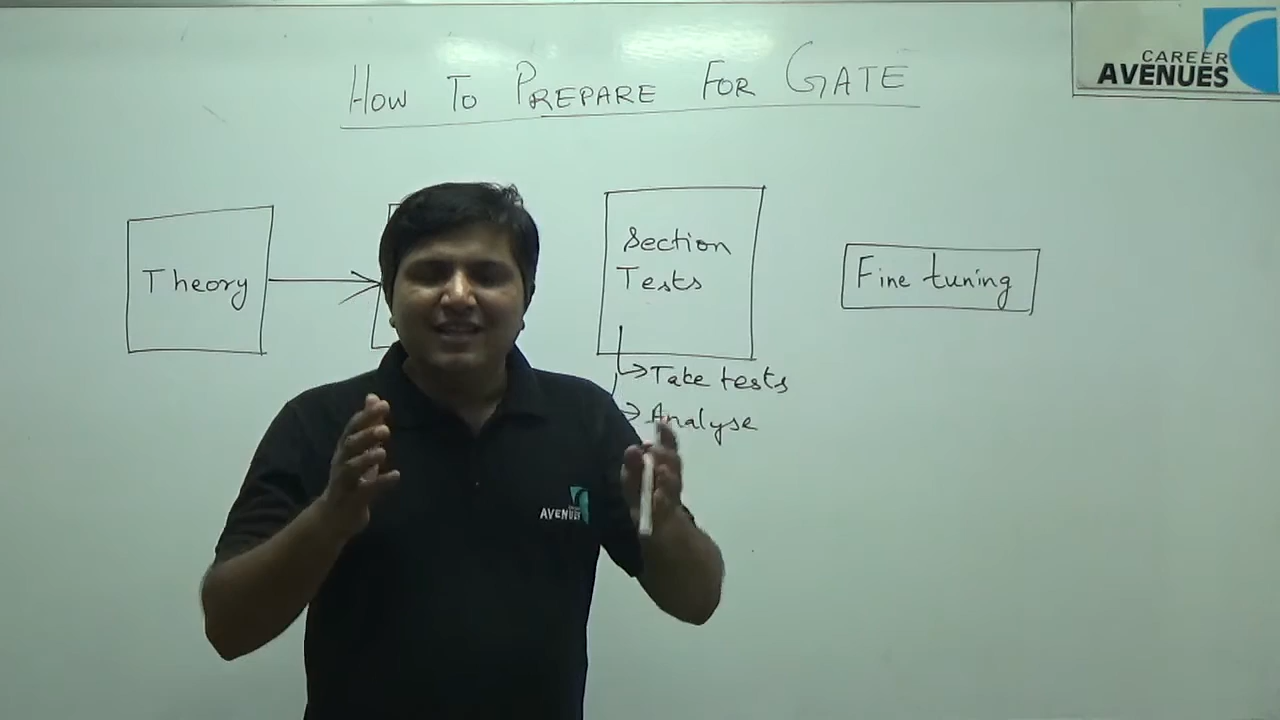 CAREER
AVENUES
HOW TO PREPARE FOR GATE
Theory
Section
Tests
Fine tuning
Take tests
Analyse
AVENUES